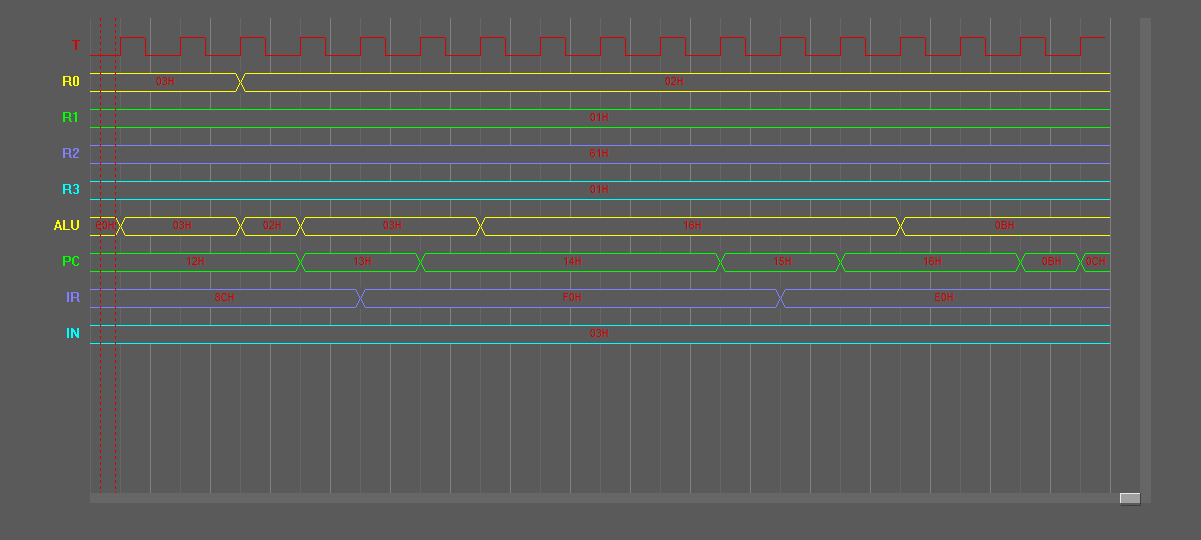 T
R0 03H 02H
R1 01H
R2 61H
R3 01H
ALU E0H 03H 02H 03H 16H 0BH
PC 12H 13H 14H 15H 16H 0BH 0CH
IR 8CH F0H E0H
IN 03H